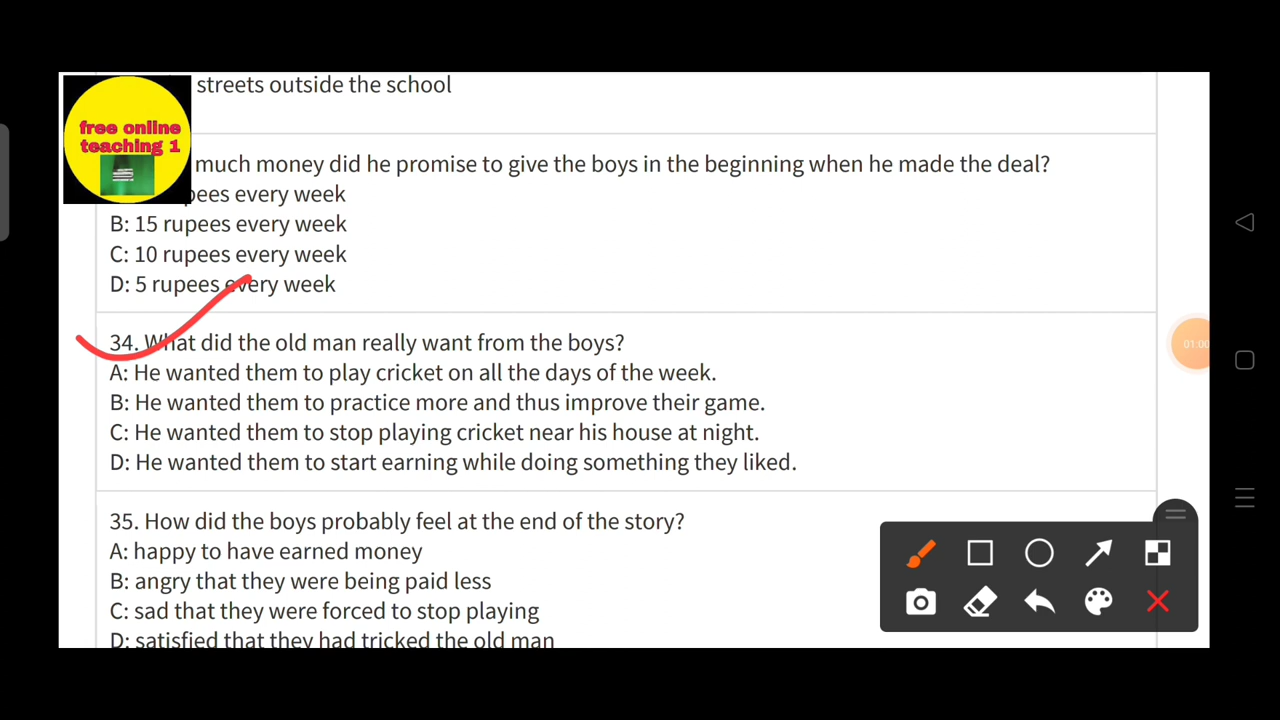 streets outside the school
free online
teaching 1
much money did he promise to give the boys in the beginning when he made the deal?
rupees every week
B: 15 rupees every week
C: 10 rupees every week
D: 5 rupees every week
34. What did the old man really want from the boys?
A: He wanted them to play cricket on all the days of the week.
B: He wanted them to practice more and thus improve their game.
C: He wanted them to stop playing cricket near his house at night.
D: He wanted them to start earning while doing something they liked.
35. How did the boys probably feel at the end of the story?
A: happy to have earned money
B: angry that they were being paid less
C: sad that they were forced to stop playing
D: satisfied that they had tricked the old man
01:00